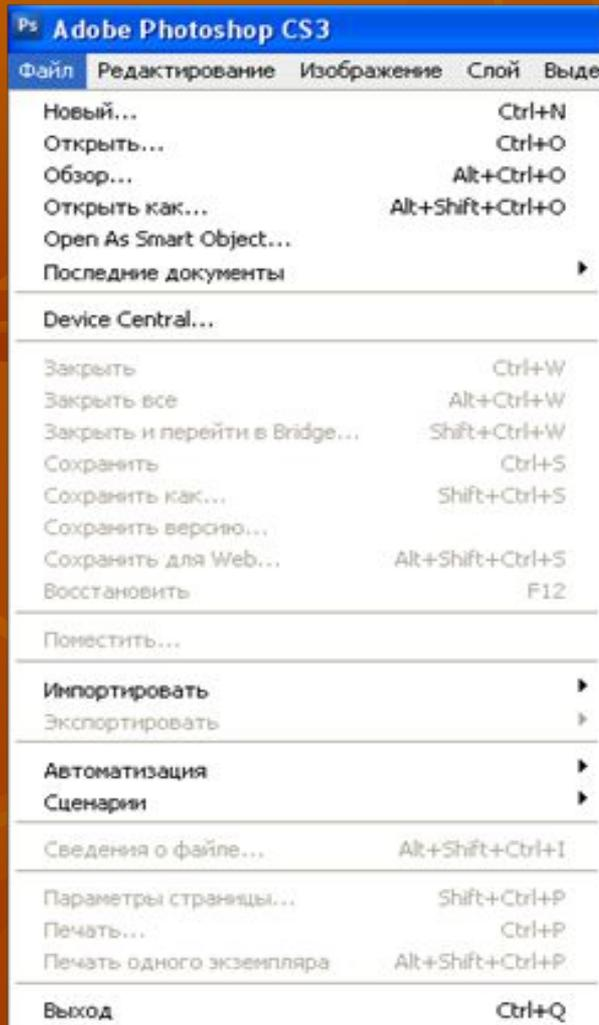 Ps Adobe Photoshop CS3
Файл Редактирование Изображение Слой Выде
Новый... Ctrl+N
Открыть... Ctrl+O
Обзор... Alt+Ctrl+O
Открыть как... Alt+Shift+Ctrl+O
Open As Smart Object...
Последние документы
Device Central...
Закрыть Ctrl+W
Закрыть все Alt+Ctrl+W
Закрыть и перейти в Bridge... Shift+Ctrl+W
Сохранить Ctrl+S
Сохранить как... Shift+Ctrl+S
Сохранить версию...
Сохранить для Web... Alt+Shift+Ctrl+S
Восстановить F12
Поместить...
Импортировать
Экспортировать
Автоматизация
Сценарии
Сведения о файле... Alt+Shift+Ctrl+I
Параметры страницы... Shift+Ctrl+P
Печать... Ctrl+P
Печать одного экземпляра Alt+Shift+Ctrl+P
Выход Ctrl+Q